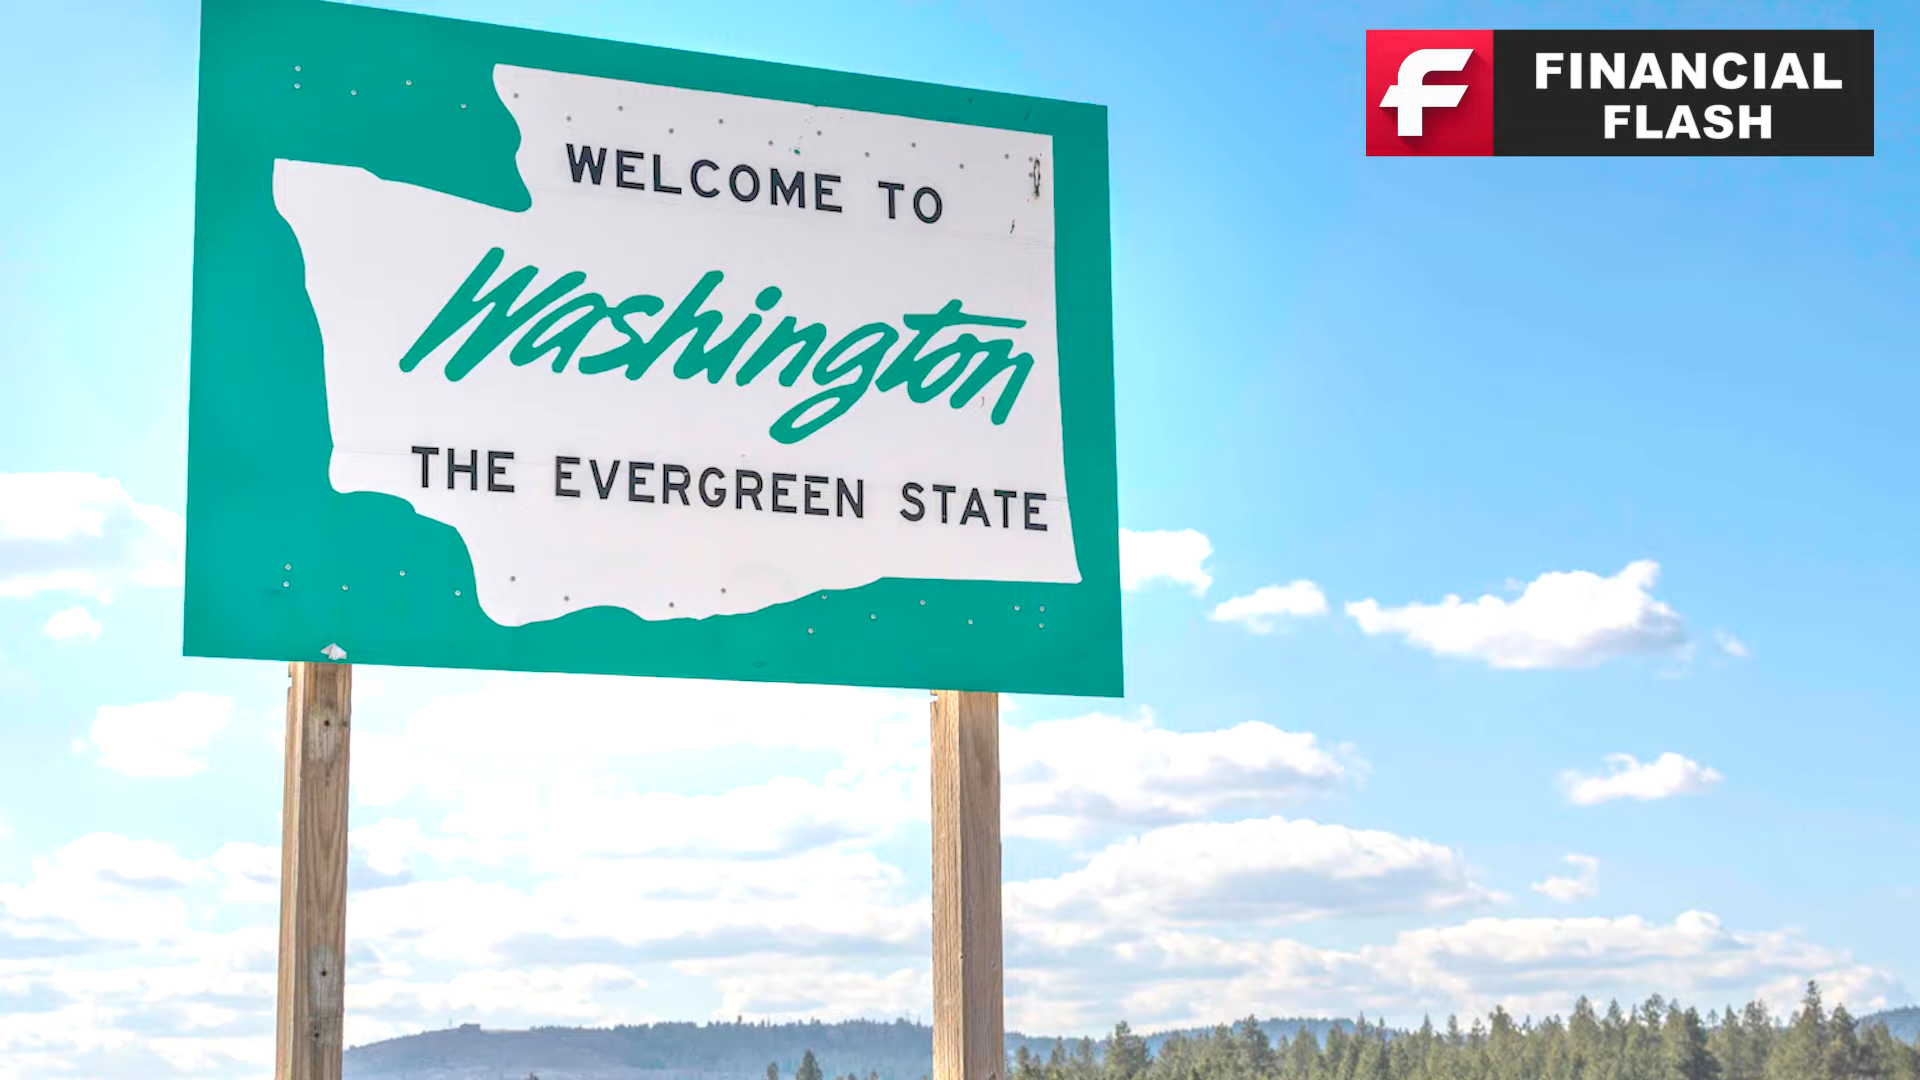 WELCOME TO
Washington
THE EVERGREEN STATE
FINANCIAL
FLASH